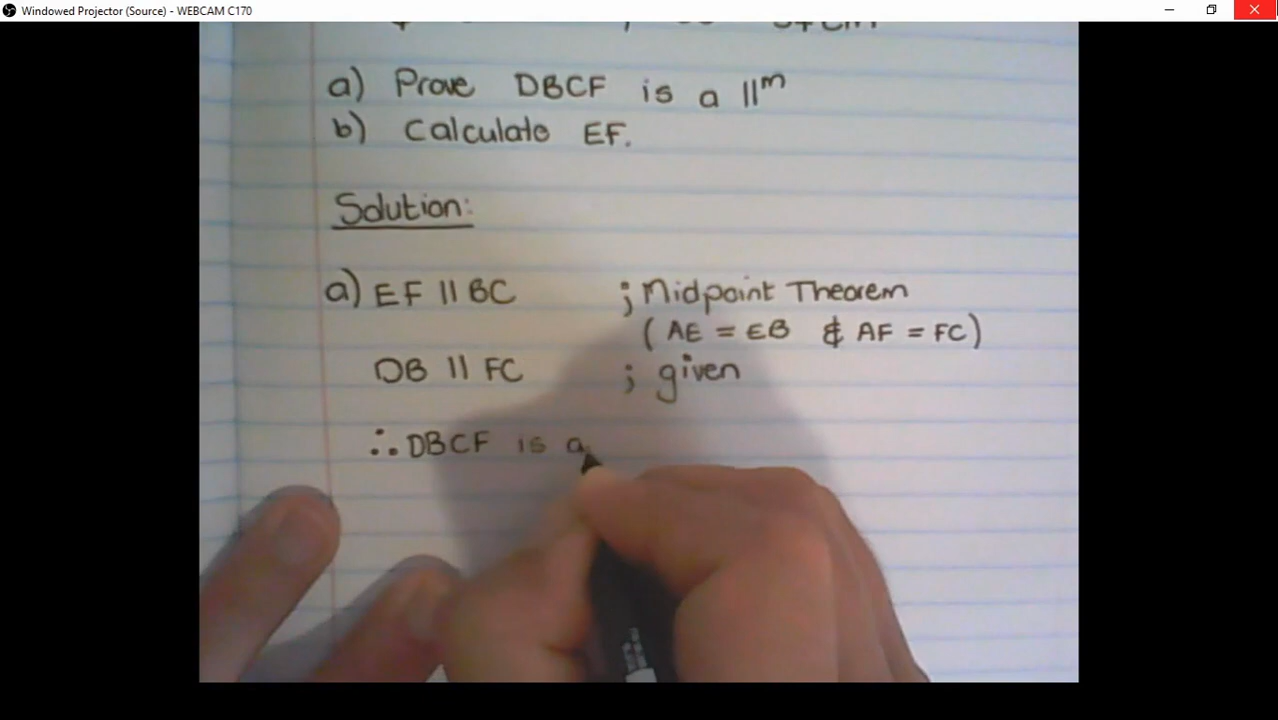 Windowed Projector (Source) - WEBCAM C170
a) Prove DBCF is a ||ᵐ
b) Calculate EF.
Solution:
a) EF || BC ; Midpoint Theorem
(AE = EB & AF = FC)
DB || FC ; given
∴ DBCF is a